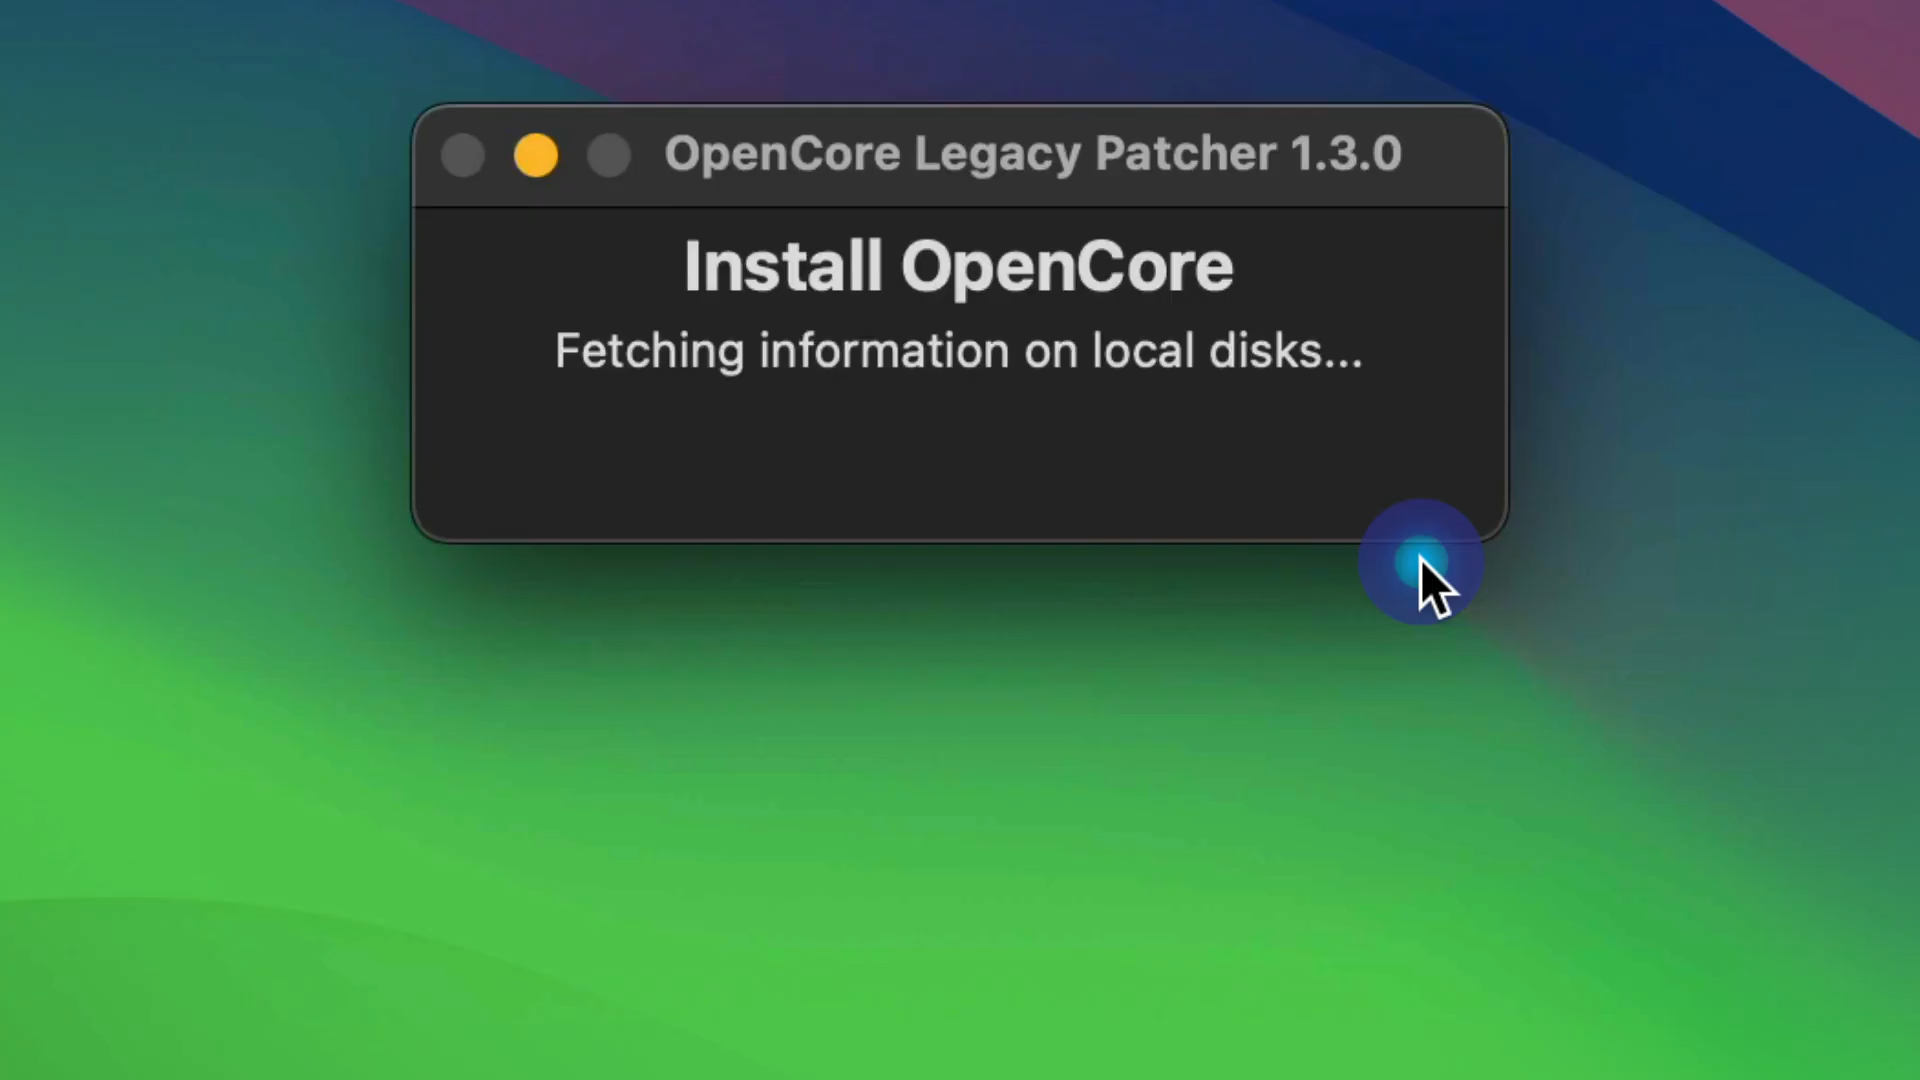 OpenCore Legacy Patcher 1.3.0
Install OpenCore
Fetching information on local disks...